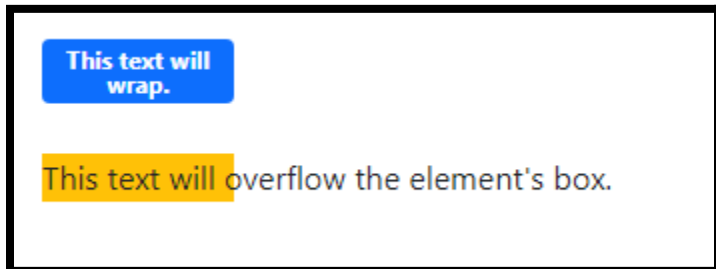 This text will
wrap.
This text will overflow the element's box.